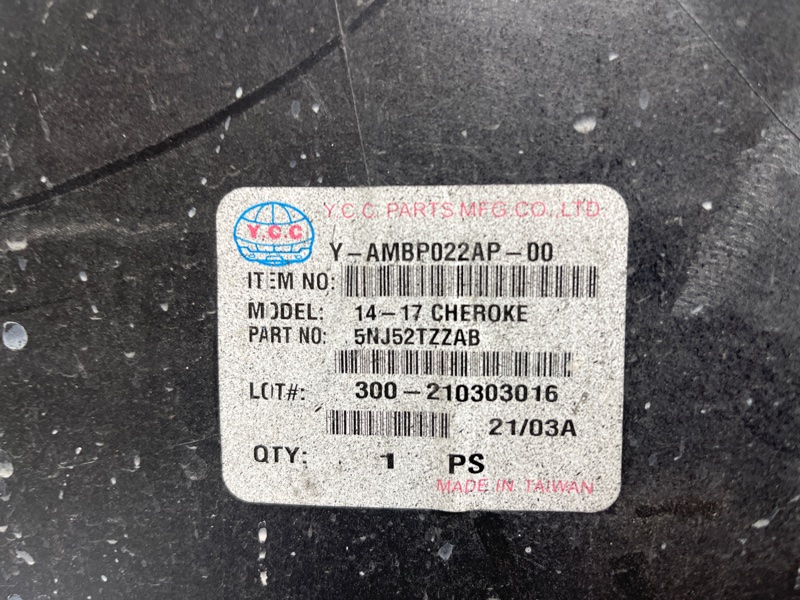 Y.C.C. PARTS MFG.CO.,LTD
Y.C.C
Y-AMBP022AP-00
ITEM NO:
MODEL: 14-17 CHEROKE
PART NO: 5NJ52TZZAB
LOT#: 300-210303016
21/03A
QTY: 1 PS
MADE IN TAIWAN